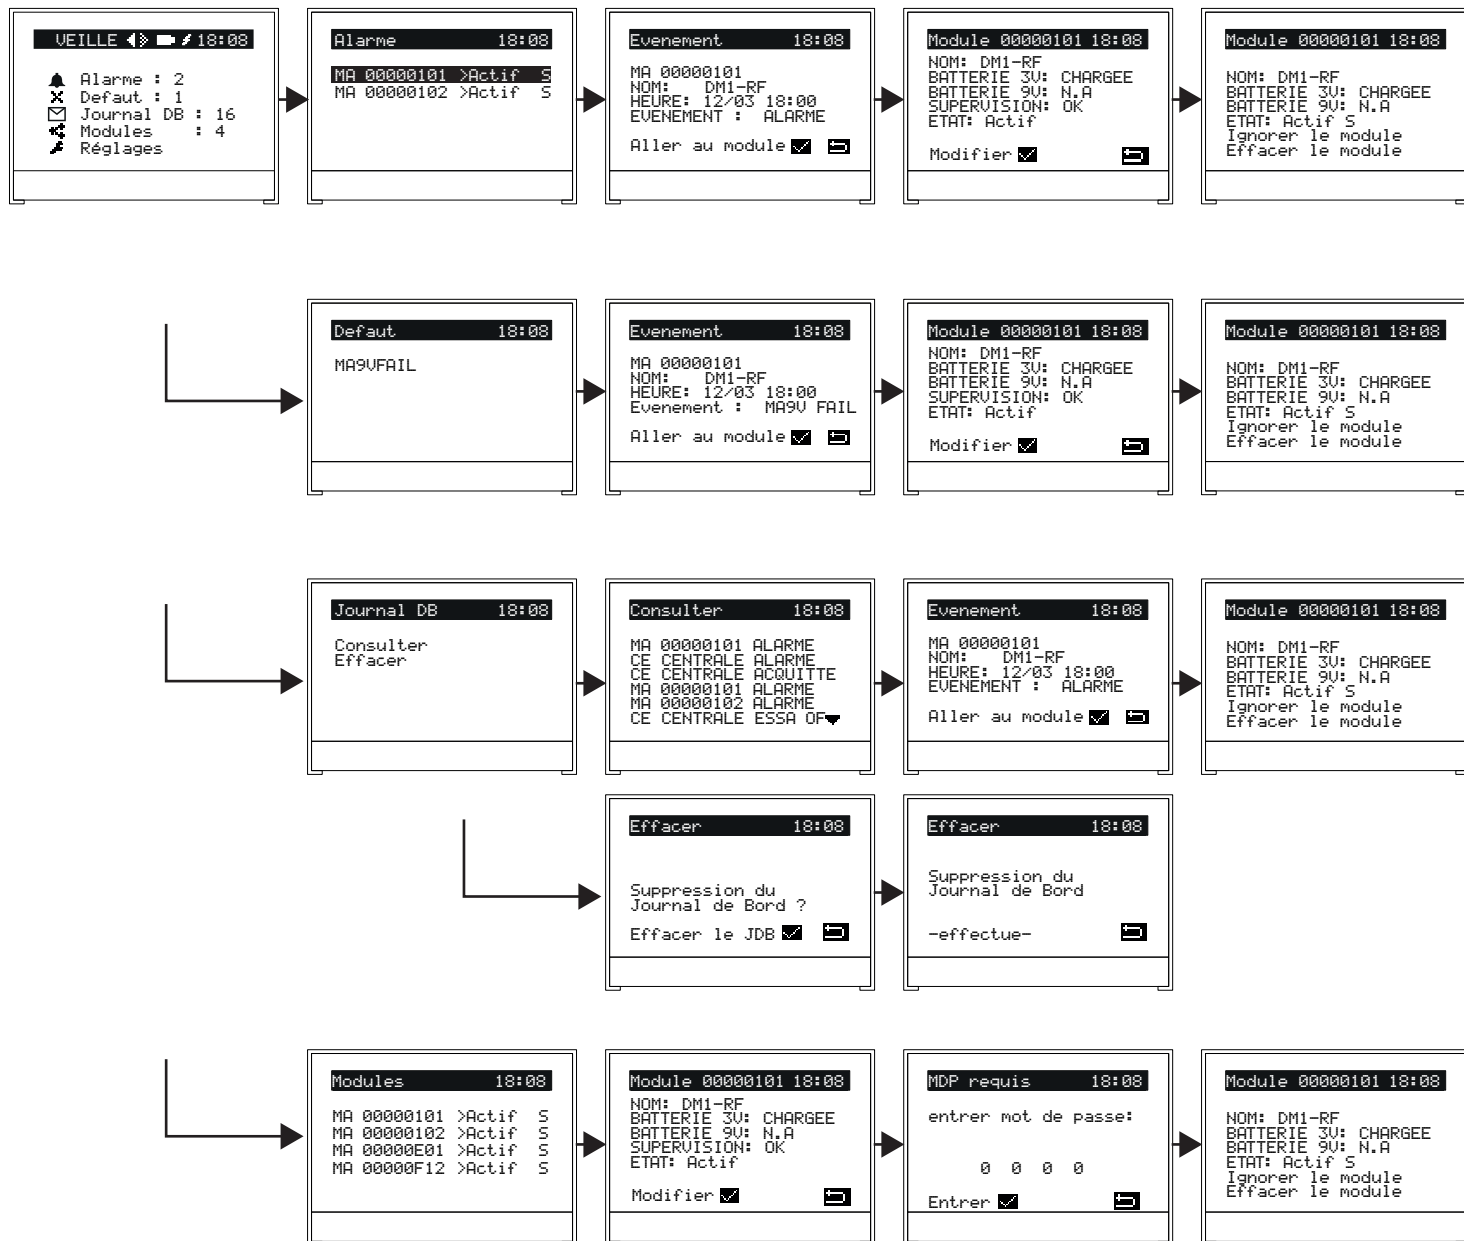 VEILLE 18:08
Alarme : 2
Defaut : 1
Journal DB : 16
Modules : 4
Réglages
Alarme 18:08
MA 00000101 >Actif S
MA 00000102 >Actif S
Evenement 18:08
MA 00000101
NOM: DM1-RF
HEURE: 12/03 18:00
EVENEMENT : ALARME
Aller au module
Module 00000101 18:08
NOM: DM1-RF
BATTERIE 3V: CHARGEE
BATTERIE 9V: N.A
SUPERVISION: OK
ETAT: Actif
Modifier
Module 00000101 18:08
NOM: DM1-RF
BATTERIE 3V: CHARGEE
BATTERIE 9V: N.A
ETAT: Actif S
Ignorer le module
Effacer le module
Defaut 18:08
MA9VFAIL
Evenement 18:08
MA 00000101
NOM: DM1-RF
HEURE: 12/03 18:00
Evenement : MA9V FAIL
Aller au module
Module 00000101 18:08
NOM: DM1-RF
BATTERIE 3V: CHARGEE
BATTERIE 9V: N.A
SUPERVISION: OK
ETAT: Actif
Modifier
Module 00000101 18:08
NOM: DM1-RF
BATTERIE 3V: CHARGEE
BATTERIE 9V: N.A
ETAT: Actif S
Ignorer le module
Effacer le module
Journal DB 18:08
Consulter
Effacer
Consulter 18:08
MA 00000101 ALARME
CE CENTRALE ALARME
CE CENTRALE ACQUITTE
MA 00000101 ALARME
MA 00000102 ALARME
CE CENTRALE ESSA OF
Evenement 18:08
MA 00000101
NOM: DM1-RF
HEURE: 12/03 18:00
EVENEMENT : ALARME
Aller au module
Module 00000101 18:08
NOM: DM1-RF
BATTERIE 3V: CHARGEE
BATTERIE 9V: N.A
ETAT: Actif S
Ignorer le module
Effacer le module
Effacer 18:08
Suppression du
Journal de Bord ?
Effacer le JDB
Effacer 18:08
Suppression du
Journal de Bord
-effectue-
Modules 18:08
MA 00000101 >Actif S
MA 00000102 >Actif S
MA 00000E01 >Actif S
MA 00000F12 >Actif S
Module 00000101 18:08
NOM: DM1-RF
BATTERIE 3V: CHARGEE
BATTERIE 9V: N.A
SUPERVISION: OK
ETAT: Actif
Modifier
MDP requis 18:08
entrer mot de passe:
0 0 0 0
Entrer
Module 00000101 18:08
NOM: DM1-RF
BATTERIE 3V: CHARGEE
BATTERIE 9V: N.A
ETAT: Actif S
Ignorer le module
Effacer le module